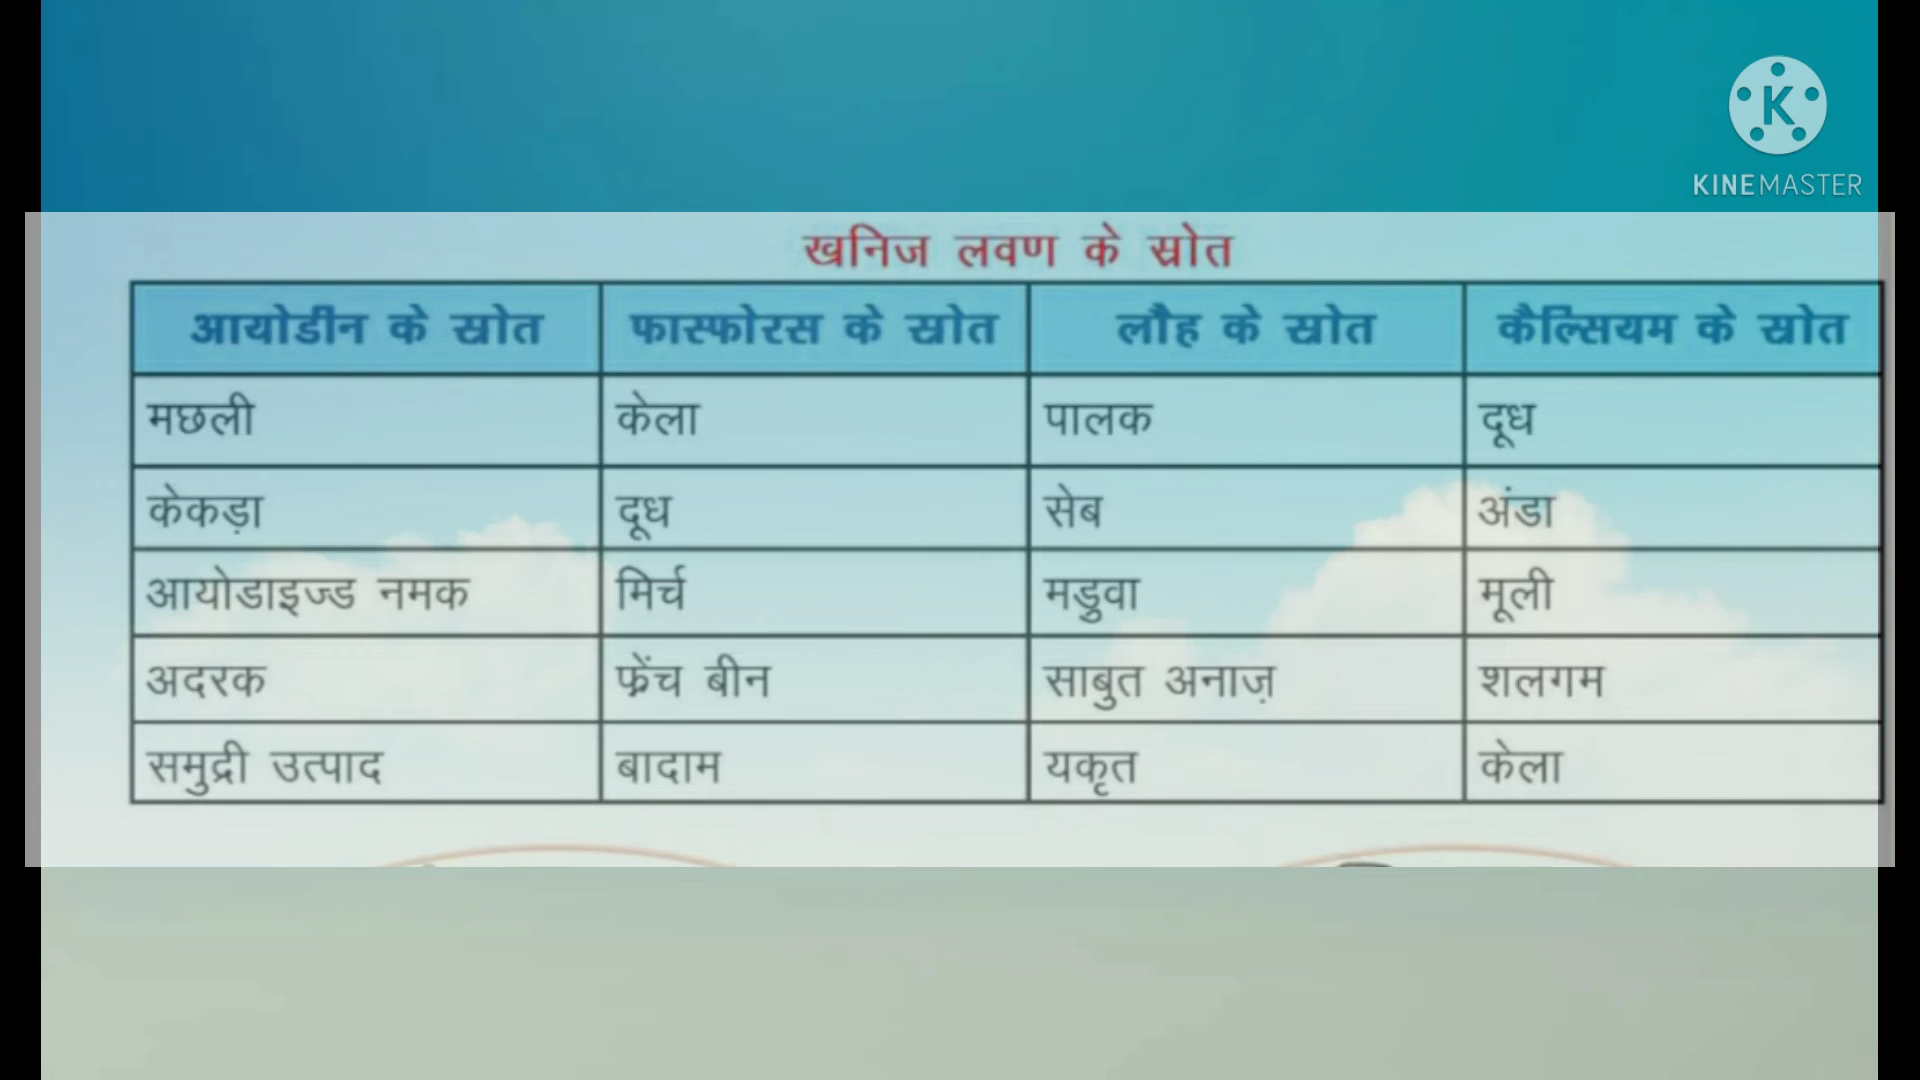 KINEMASTER
खनिज लवण के स्रोत
आयोडीन के स्रोत फास्फोरस के स्रोत लौह के स्रोत कैल्सियम के स्रोत
मछली केला पालक दूध
केकड़ा दूध सेब अंडा
आयोडाइज्ड नमक मिर्च मडुवा मूली
अदरक फ्रेंच बीन साबुत अनाज़ शलगम
समुद्री उत्पाद बादाम यकृत केला